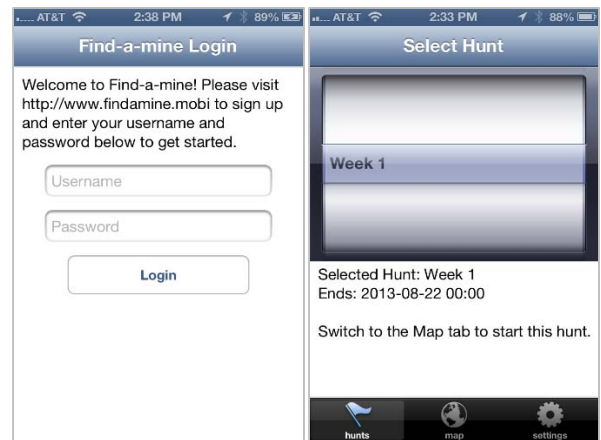 AT&T 2:38 PM 89%
Find-a-mine Login
Welcome to Find-a-mine! Please visit
http://www.findamine.mobi to sign up
and enter your username and
password below to get started.
Username
Password
Login
AT&T 2:33 PM 88%
Select Hunt
Week 1
Selected Hunt: Week 1
Ends: 2013-08-22 00:00
Switch to the Map tab to start this hunt.
hunts map settings